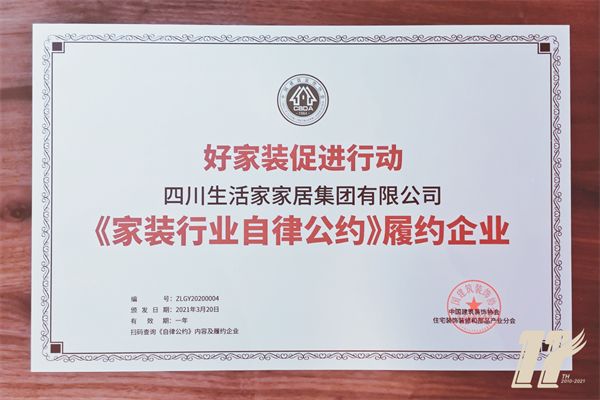 CBDA
1984
好家装促进行动
四川生活家家居集团有限公司
《家装行业自律公约》履约企业
编 号：ZLGY20200004
颁 发 日 期：2021年3月20日
有 效 期：一年
扫码查询《自律公约》内容及履约企业
中国建筑装饰协会
住宅装饰装修和部品产业分会
11
TH
2010-2021